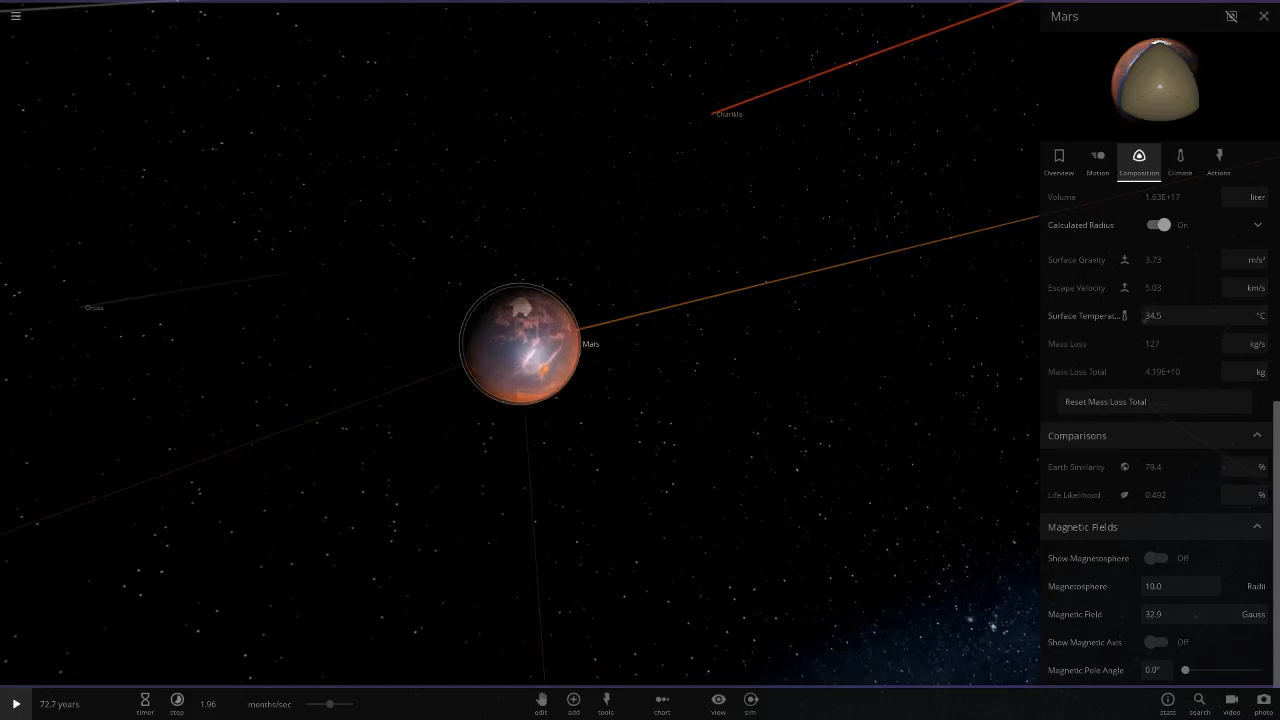 Mars
Chariklo
Orcus
Mars
Overview Motion Composition Climate Actions
Volume 1.63E+17 liter
Calculated Radius On
Surface Gravity 3.73 m/s²
Escape Velocity 5.03 km/s
Surface Temperat... 34.5 °C
Mass Loss 127 kg/s
Mass Loss Total 4.19E+10 kg
Reset Mass Loss Total
Comparisons
Earth Similarity 79.4 %
Life Likelihood 0.492 %
Magnetic Fields
Show Magnetosphere Off
Magnetosphere 10.0 Radii
Magnetic Field 32.9 Gauss
Show Magnetic Axis Off
Magnetic Pole Angle 0.0°
72.7 years timer step 1.96 months/sec edit add tools chart view sim stats search video photo